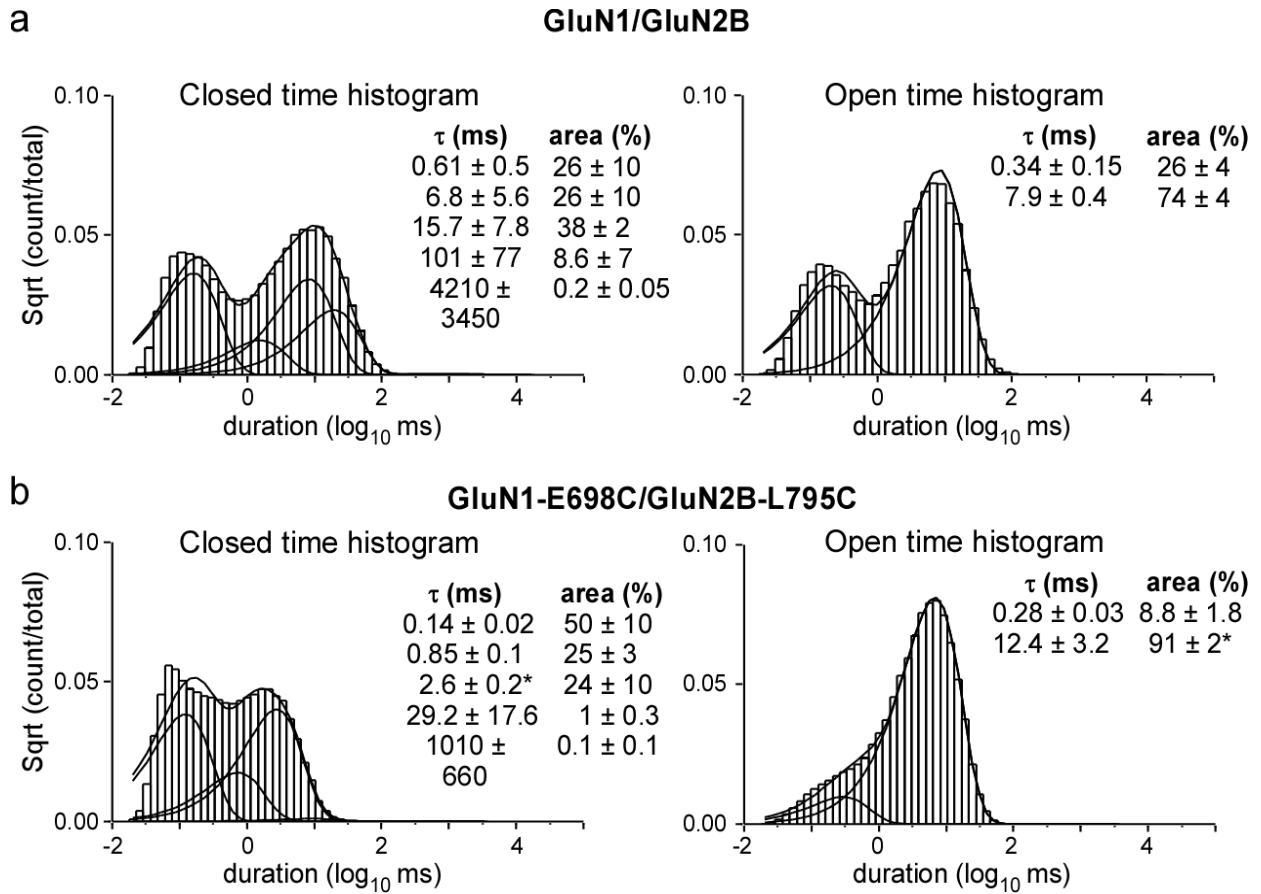 a
GluN1/GluN2B
Closed time histogram
Sqrt (count/total)
0.10
0.05
0.00
τ (ms) area (%)
0.61 ± 0.5 26 ± 10
6.8 ± 5.6 26 ± 10
15.7 ± 7.8 38 ± 2
101 ± 77 8.6 ± 7
4210 ± 0.2 ± 0.05
3450
-2 0 2 4
duration (log10 ms)
Open time histogram
0.10
0.05
0.00
τ (ms) area (%)
0.34 ± 0.15 26 ± 4
7.9 ± 0.4 74 ± 4
-2 0 2 4
duration (log10 ms)
b
GluN1-E698C/GluN2B-L795C
Closed time histogram
Sqrt (count/total)
0.10
0.05
0.00
τ (ms) area (%)
0.14 ± 0.02 50 ± 10
0.85 ± 0.1 25 ± 3
2.6 ± 0.2* 24 ± 10
29.2 ± 17.6 1 ± 0.3
1010 ± 0.1 ± 0.1
660
-2 0 2 4
duration (log10 ms)
Open time histogram
0.10
0.05
0.00
τ (ms) area (%)
0.28 ± 0.03 8.8 ± 1.8
12.4 ± 3.2 91 ± 2*
-2 0 2 4
duration (log10 ms)